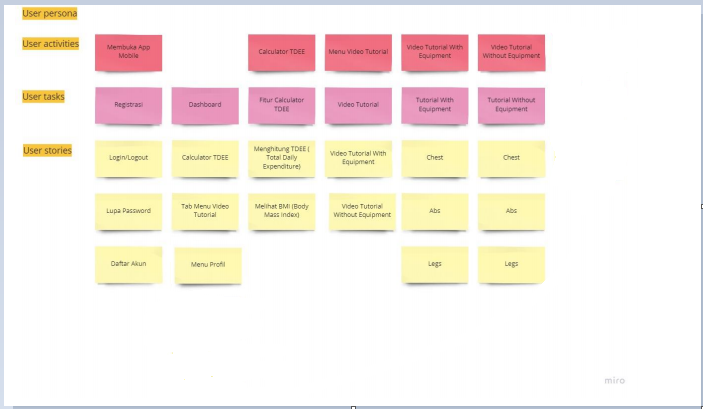 User persona
User activities
Membuka App
Mobile
Calculator TDEE
Menu Video Tutorial
Video Tutorial With
Equipment
Video Tutorial
Without Equipment
User tasks
Registrasi
Dashboard
Fitur Calculator
TDEE
Video Tutorial
Tutorial With
Equipment
Tutorial Without
Equipment
User stories
Login/Logout
Calculator TDEE
Menghitung TDEE (
Total Daily
Expenditure)
Video Tutorial With
Equipment
Chest
Chest
Lupa Password
Tab Menu Video
Tutorial
Melihat BMI (Body
Mass Index)
Video Tutorial
Without Equipment
Abs
Abs
Daftar Akun
Menu Profil
Legs
Legs
miro